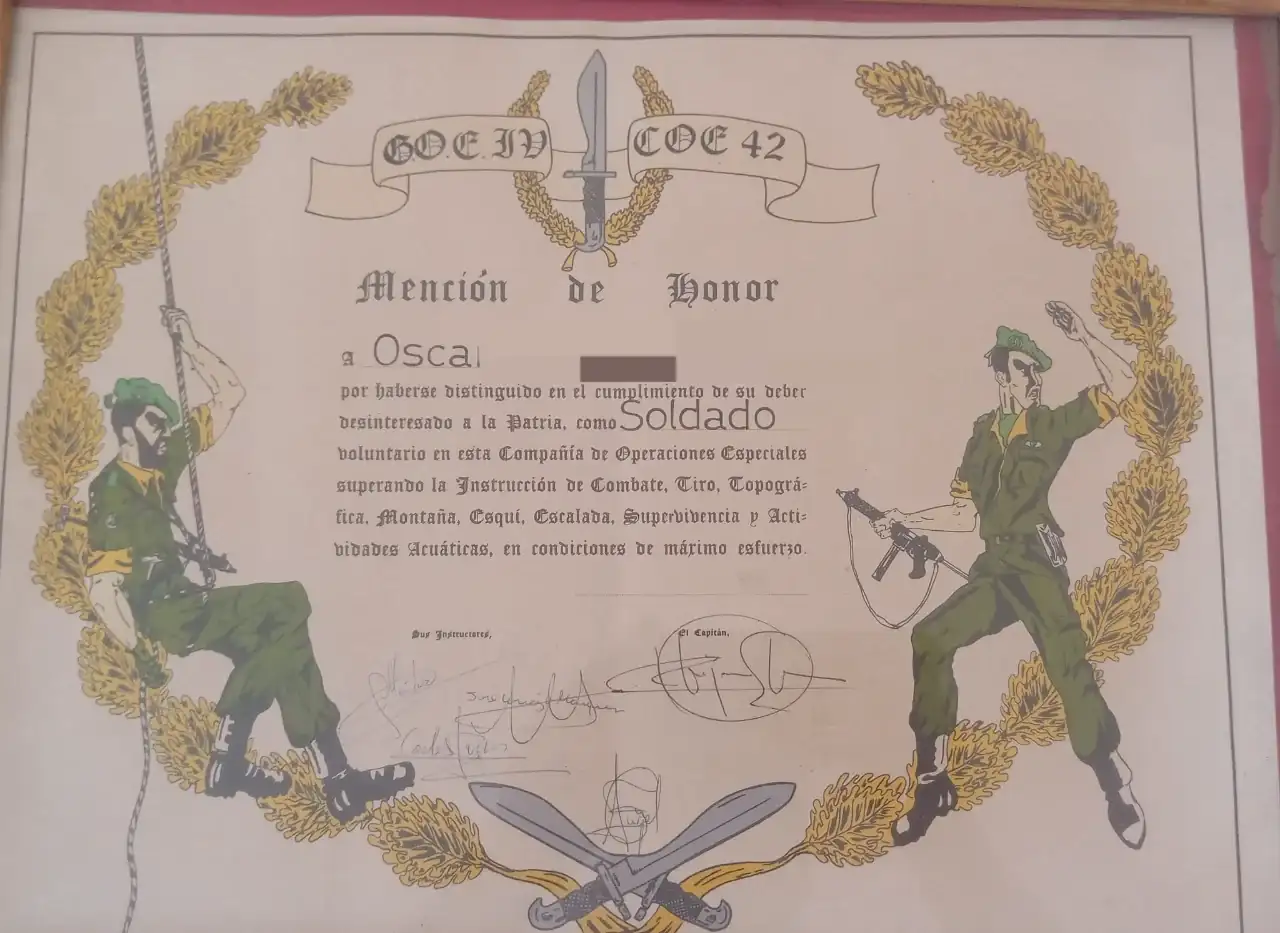 G.O.E. IV COE 42
Mención de Honor
a Oscar
por haberse distinguido en el cumplimiento de su deber
desinteresado a la Patria, como Soldado
voluntario en esta Compañía de Operaciones Especiales
superando la Instrucción de Combate, Tiro, Topográ=
fica, Montaña, Esquí, Escalada, Supervivencia y Acti=
vidades Acuáticas, en condiciones de máximo esfuerzo.
Sus Instructores, El Capitán,